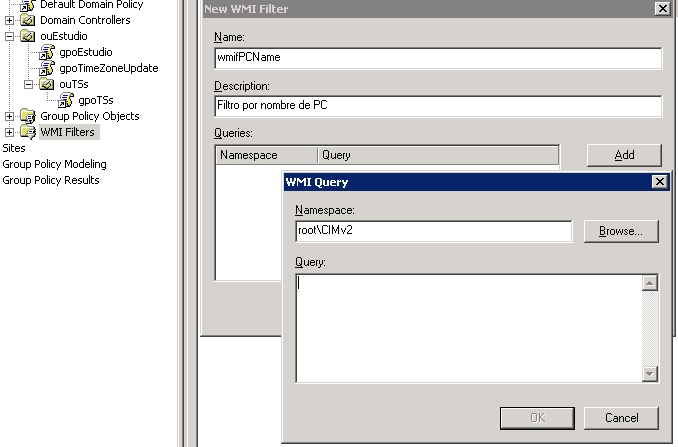 Default Domain Policy
Domain Controllers
ouEstudio
gpoEstudio
gpoTimeZoneUpdate
ouTSs
gpoTSs
Group Policy Objects
WMI Filters
Sites
Group Policy Modeling
Group Policy Results
New WMI Filter
Name:
wmifPCName
Description:
Filtro por nombre de PC
Queries:
Namespace Query
Add
WMI Query
Namespace:
root\CIMv2
Browse...
Query:
OK Cancel